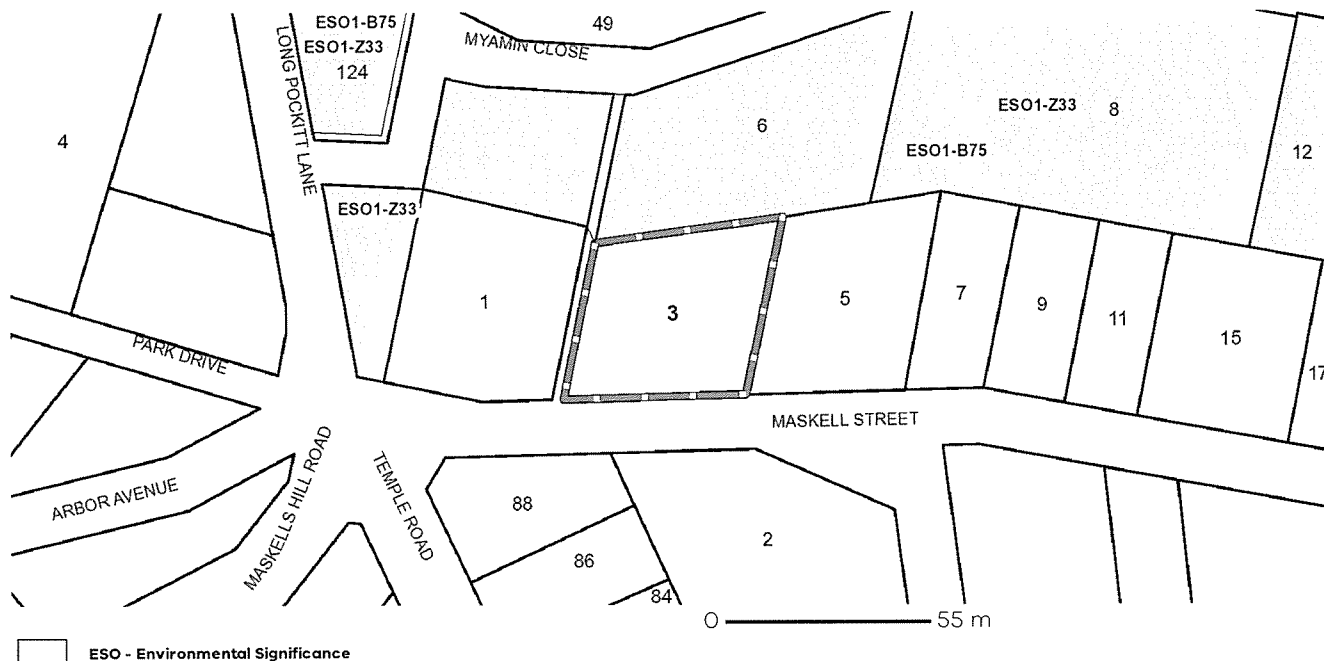 49
MYAMIN CLOSE
ESO1-B75
ESO1-Z33
124
LONG POCKITT LANE
4
6
ESO1-Z33
8
ESO1-B75
12
ESO1-Z33
1
3
5
7
9
11
15
17
PARK DRIVE
MASKELL STREET
ARBOR AVENUE
MASKELLS HILL ROAD
TEMPLE ROAD
88
86
84
2
0 55 m
ESO - Environmental Significance